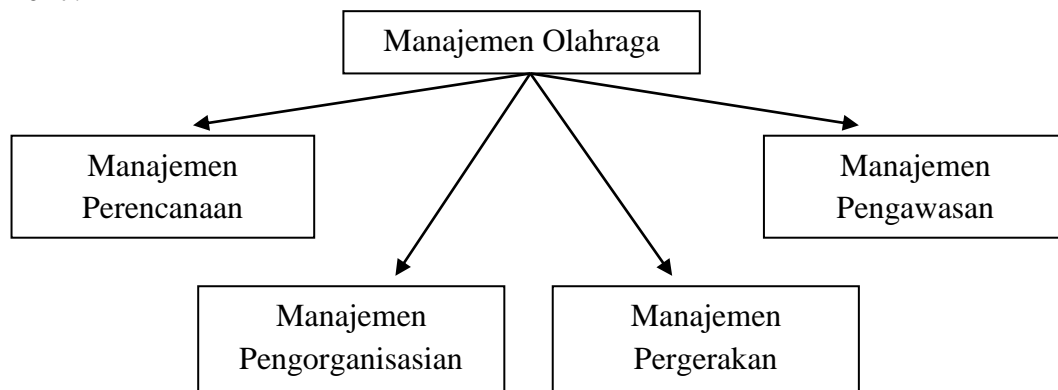 Manajemen Olahraga
Manajemen
Perencanaan
Manajemen
Pengawasan
Manajemen
Pengorganisasian
Manajemen
Pergerakan